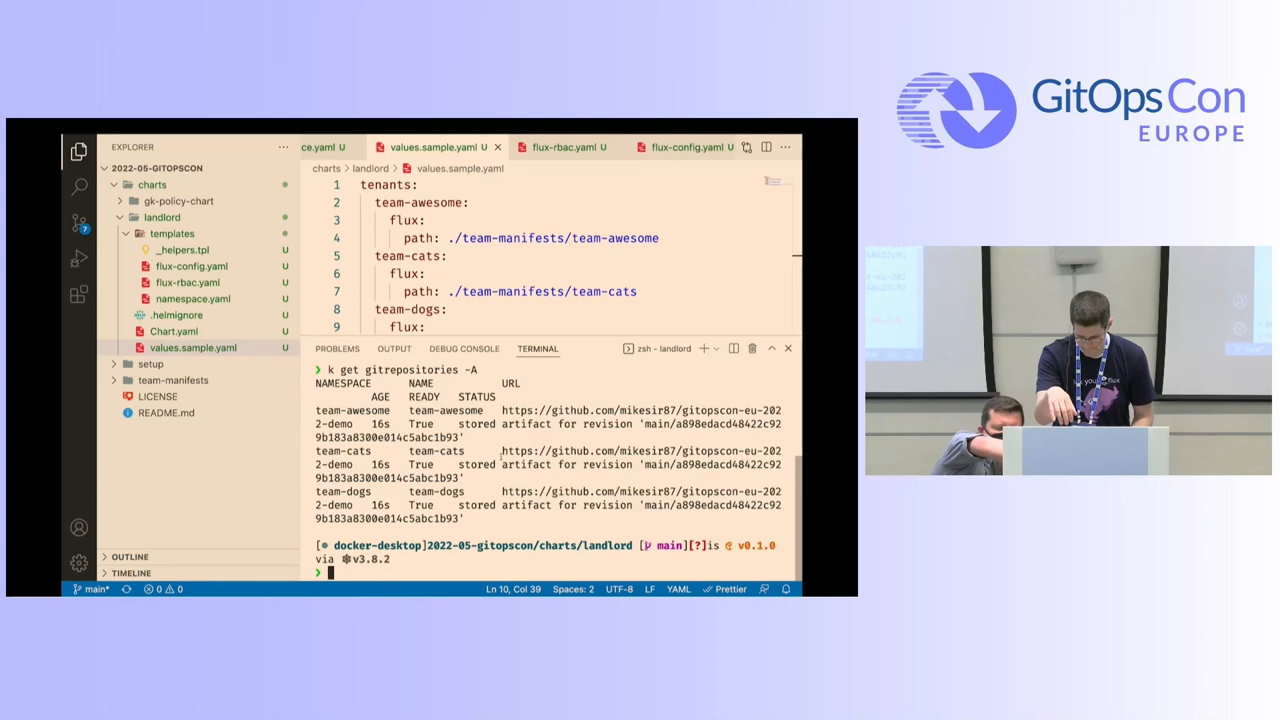 GitOpsCon
EUROPE
EXPLORER
2022-05-GITOPSCON
charts
gk-policy-chart
landlord
templates
_helpers.tpl U
flux-config.yaml U
flux-rbac.yaml U
namespace.yaml U
.helmignore U
Chart.yaml U
values.sample.yaml U
setup
team-manifests
LICENSE
README.md
OUTLINE
TIMELINE
ce.yaml U values.sample.yaml U flux-rbac.yaml U flux-config.yaml U
charts > landlord > values.sample.yaml
1 tenants:
2 team-awesome:
3 flux:
4 path: ./team-manifests/team-awesome
5 team-cats:
6 flux:
7 path: ./team-manifests/team-cats
8 team-dogs:
9 flux:
PROBLEMS OUTPUT DEBUG CONSOLE TERMINAL zsh - landlord
❯ k get gitrepositories -A
NAMESPACE NAME URL
AGE READY STATUS
team-awesome team-awesome https://github.com/mikesir87/gitopscon-eu-202
2-demo 16s True stored artifact for revision 'main/a898edacd48422c92
9b183a8300e014c5abc1b93'
team-cats team-cats https://github.com/mikesir87/gitopscon-eu-202
2-demo 16s True stored artifact for revision 'main/a898edacd48422c92
9b183a8300e014c5abc1b93'
team-dogs team-dogs https://github.com/mikesir87/gitopscon-eu-202
2-demo 16s True stored artifact for revision 'main/a898edacd48422c92
9b183a8300e014c5abc1b93'
[ docker-desktop]2022-05-gitopscon/charts/landlord [ main][?]is v0.1.0
via v3.8.2
❯
7
main* 0 0 Ln 10, Col 39 Spaces: 2 UTF-8 LF YAML Prettier